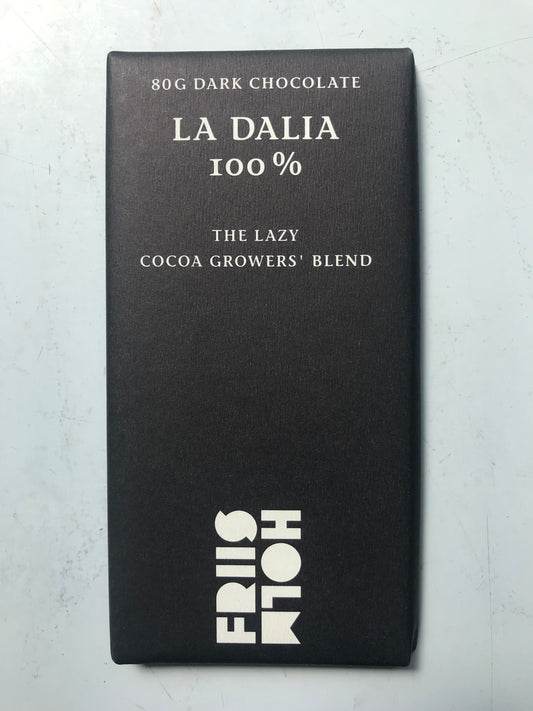 80G DARK CHOCOLATE
LA DALIA
100%
THE LAZY
COCOA GROWERS' BLEND
FRIIS
HOLM